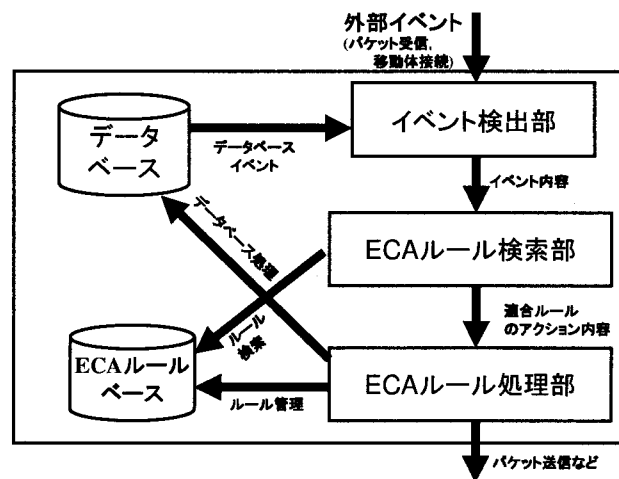 外部イベント
(パケット受信,
移動体接続)
データ
ベース
データベース
イベント
イベント検出部
イベント内容
データベース処理
ECAルール検索部
ルール
検索
適合ルール
のアクション内容
ECAルール
ベース
ルール管理
ECAルール処理部
パケット送信など